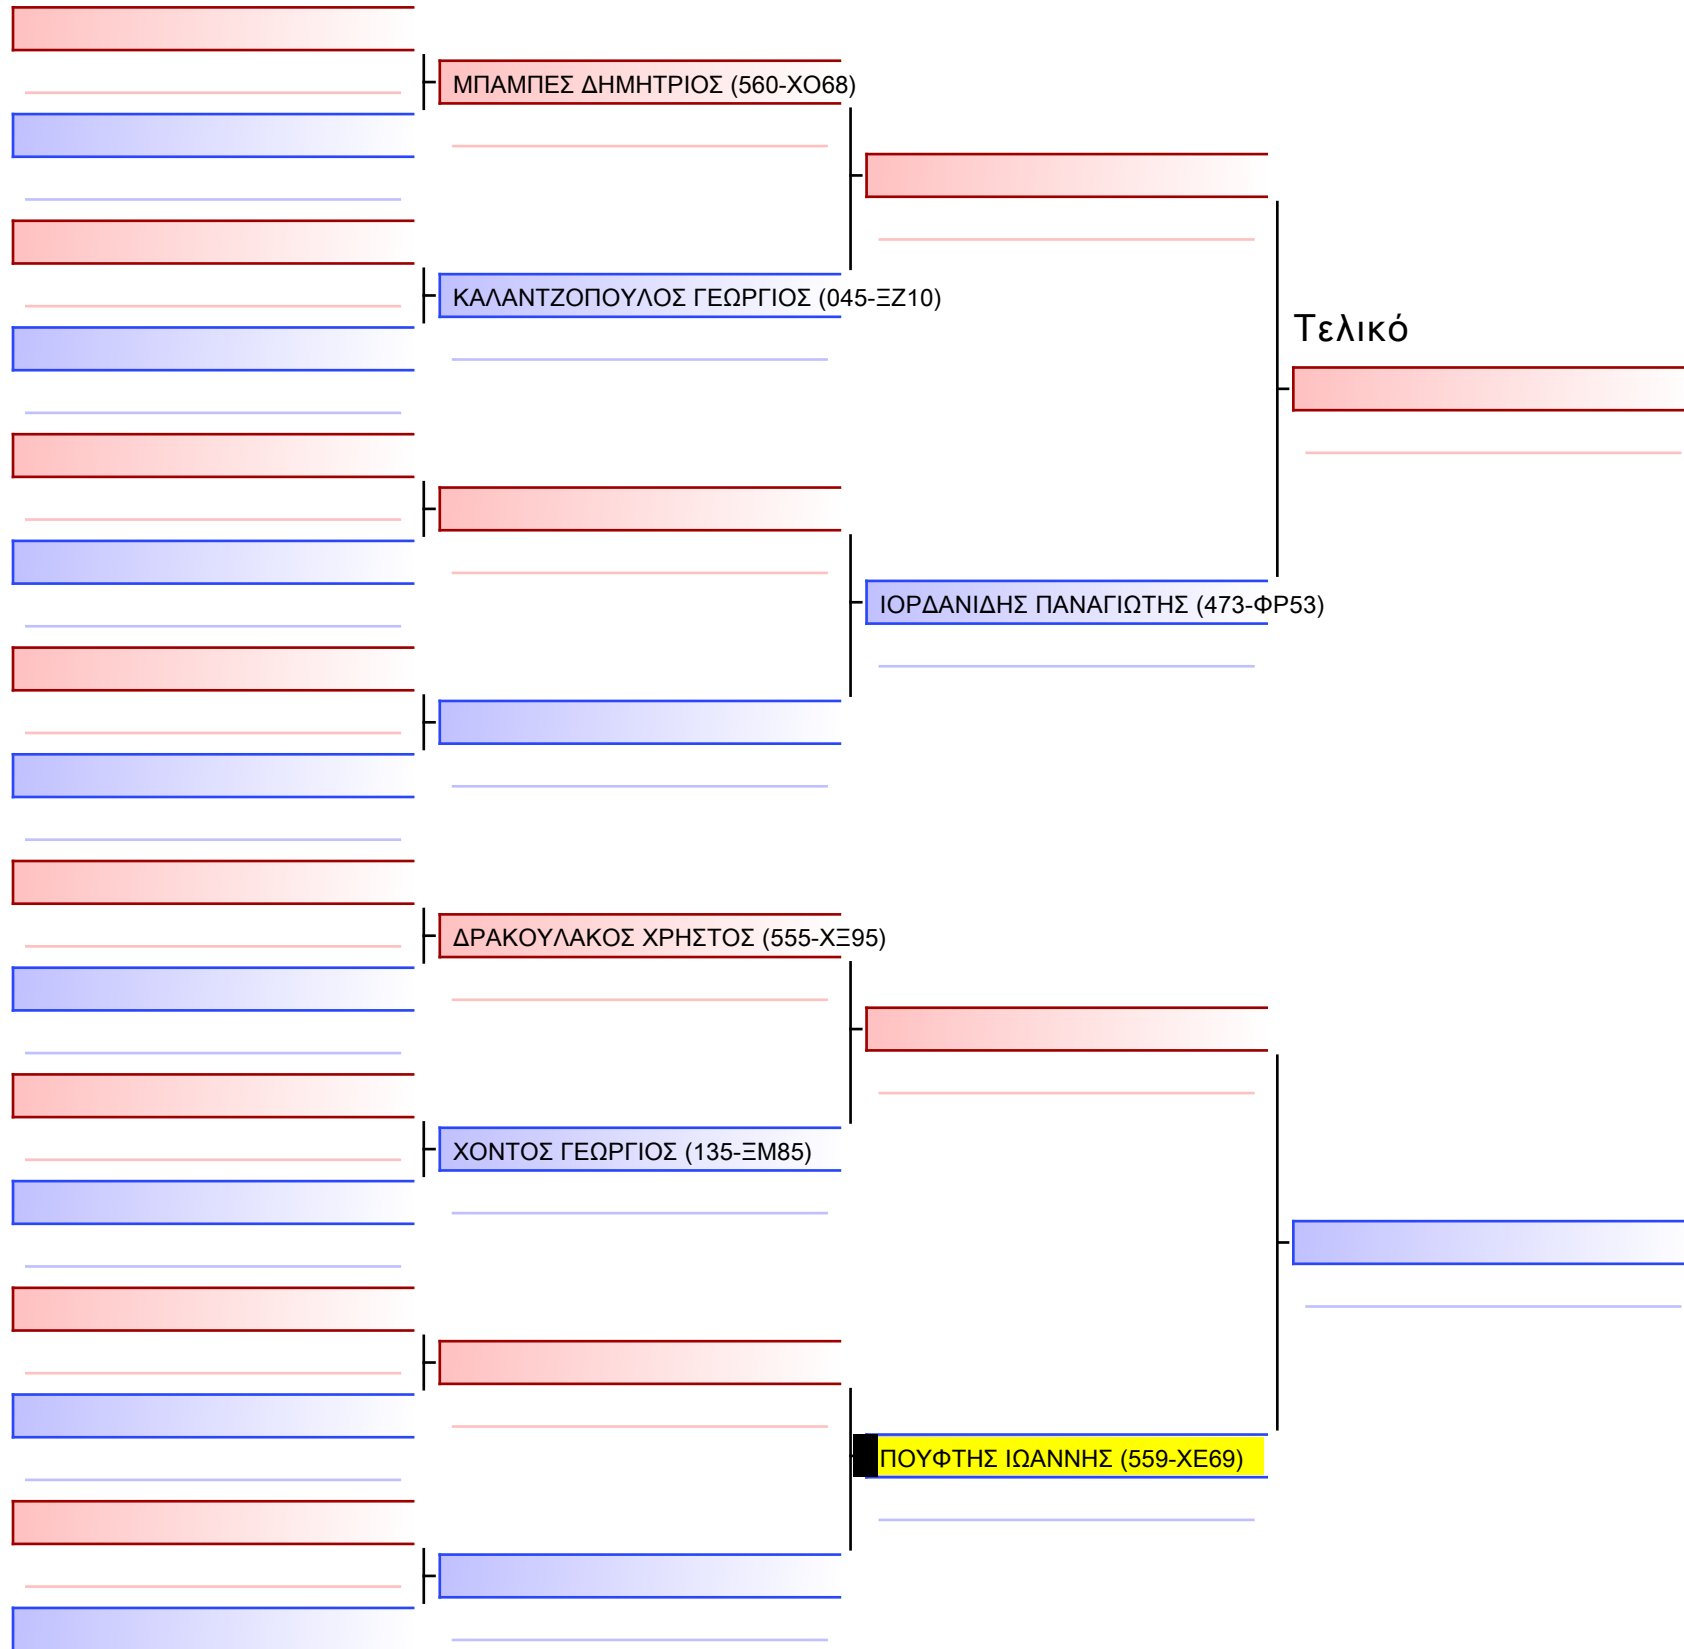 ΜΠΑΜΠΕΣ ΔΗΜΗΤΡΙΟΣ (560-ΧΟ68)
ΚΑΛΑΝΤΖΟΠΟΥΛΟΣ ΓΕΩΡΓΙΟΣ (045-ΞΖ10)
Τελικό
ΙΟΡΔΑΝΙΔΗΣ ΠΑΝΑΓΙΩΤΗΣ (473-ΦΡ53)
ΔΡΑΚΟΥΛΑΚΟΣ ΧΡΗΣΤΟΣ (555-ΧΞ95)
ΧΟΝΤΟΣ ΓΕΩΡΓΙΟΣ (135-ΞΜ85)
ΠΟΥΦΤΗΣ ΙΩΑΝΝΗΣ (559-ΧΕ69)